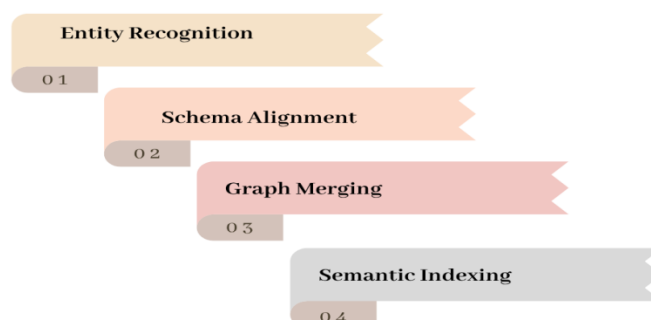 Entity Recognition
01
Schema Alignment
02
Graph Merging
03
Semantic Indexing
04